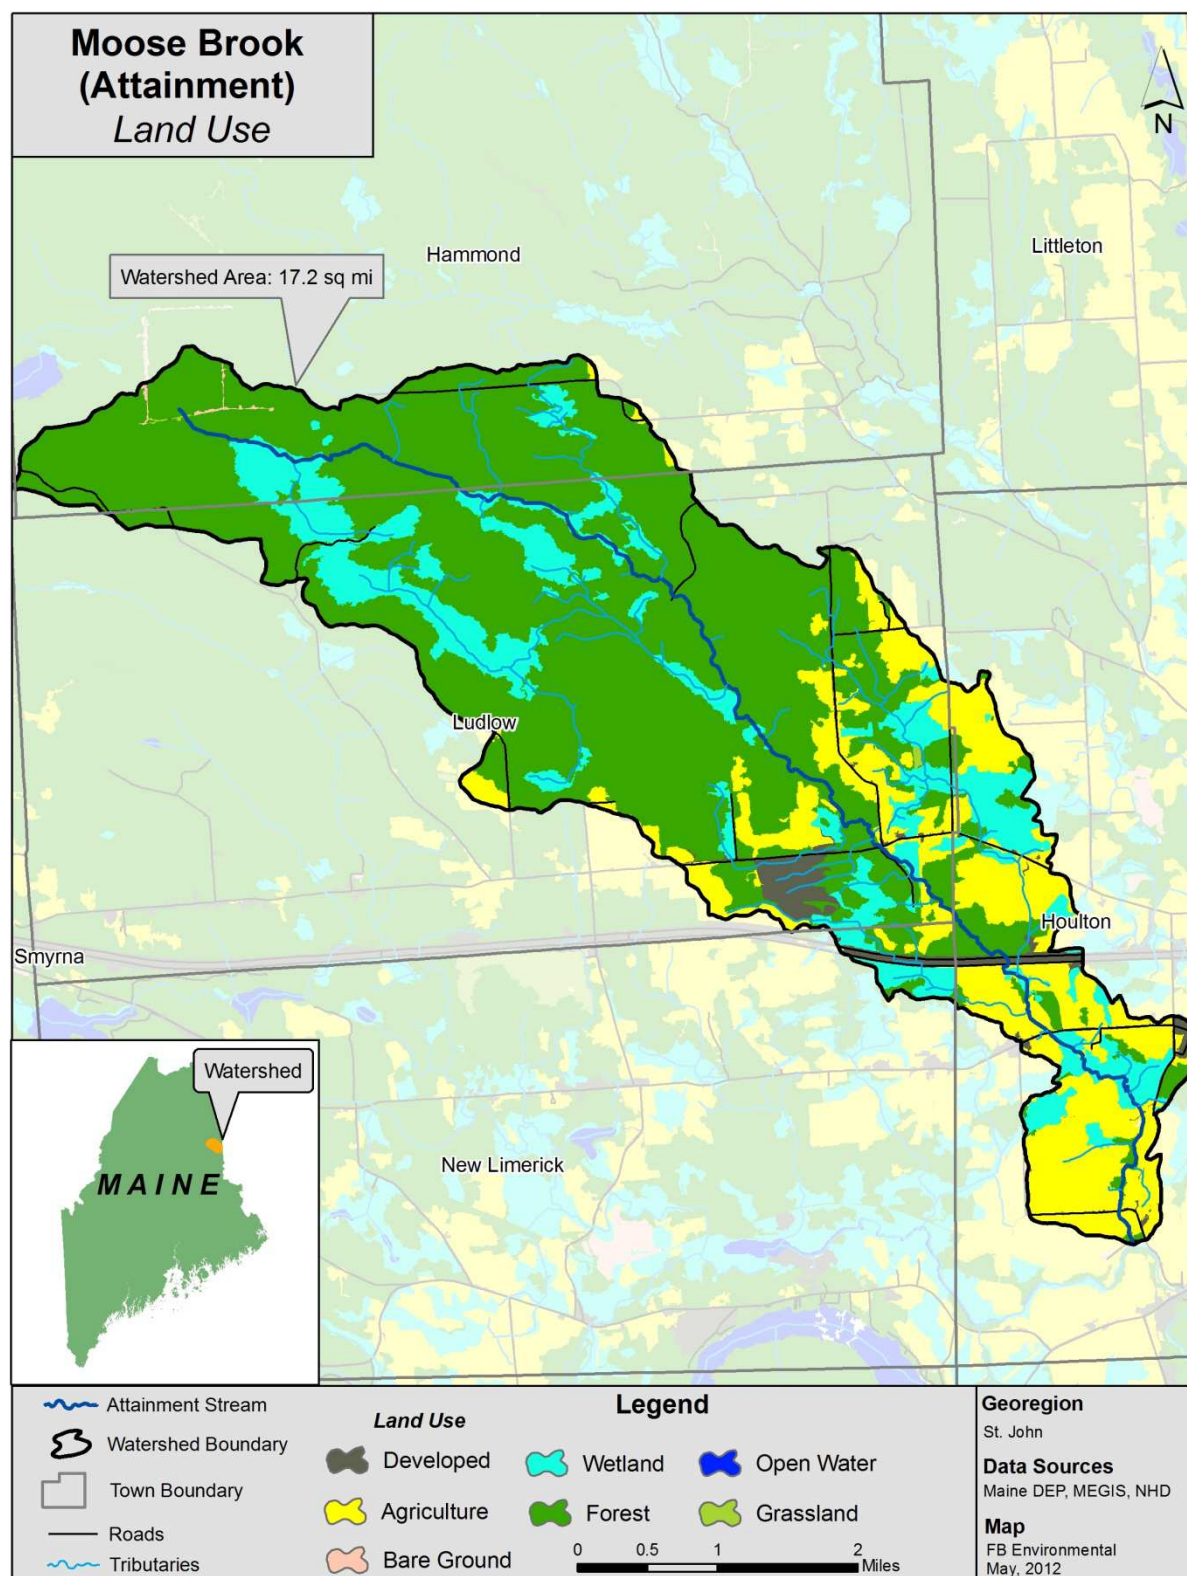 Moose Brook
(Attainment)
Land Use
N
Hammond
Littleton
Watershed Area: 17.2 sq mi
Ludlow
Houlton
Smyrna
Watershed
MAINE
New Limerick
Legend
Attainment Stream
Watershed Boundary
Town Boundary
Roads
Tributaries
Land Use
Developed
Wetland
Open Water
Agriculture
Forest
Grassland
Bare Ground
0 0.5 1 2
Miles
Georegion
St. John
Data Sources
Maine DEP, MEGIS, NHD
Map
FB Environmental
May, 2012